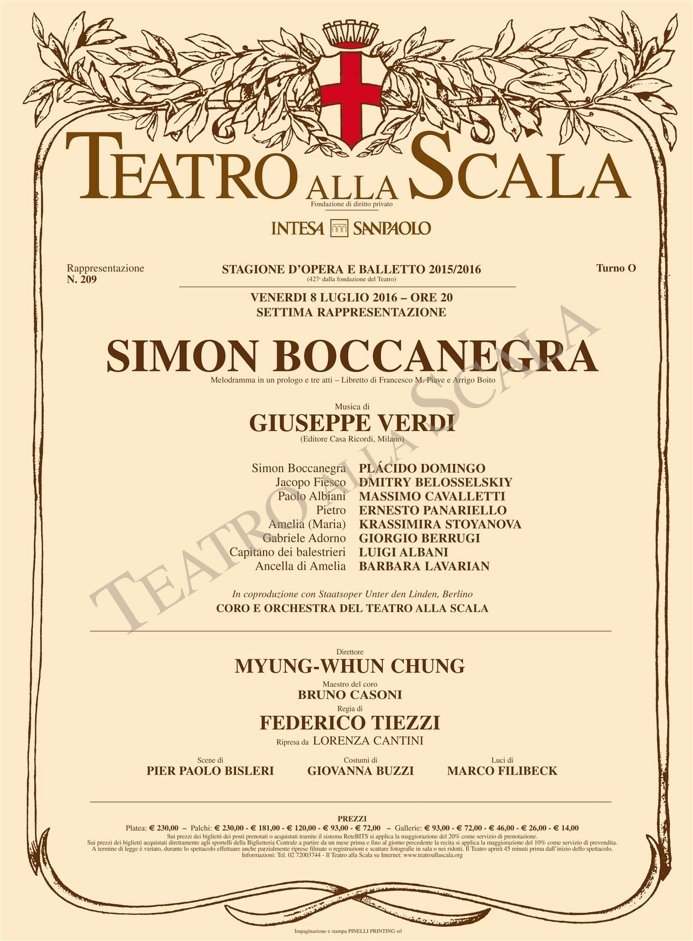 TEATRO ALLA SCALA
Fondazione di diritto privato
INTESA SANPAOLO
Rappresentazione
N. 209
STAGIONE D'OPERA E BALLETTO 2015/2016
(427ª dalla fondazione del Teatro)
Turno O
VENERDI 8 LUGLIO 2016 – ORE 20
SETTIMA RAPPRESENTAZIONE
SIMON BOCCANEGRA
Melodramma in un prologo e tre atti – Libretto di Francesco M. Piave e Arrigo Boito
Musica di
GIUSEPPE VERDI
(Editore Casa Ricordi, Milano)
Simon Boccanegra PLÁCIDO DOMINGO
Jacopo Fiesco DMITRY BELOSSELSKIY
Paolo Albiani MASSIMO CAVALLETTI
Pietro ERNESTO PANARIELLO
Amelia (Maria) KRASSIMIRA STOYANOVA
Gabriele Adorno GIORGIO BERRUGI
Capitano dei balestrieri LUIGI ALBANI
Ancella di Amelia BARBARA LAVARIAN
TEATRO ALLA SCALA
In coproduzione con Staatsoper Unter den Linden, Berlino
CORO E ORCHESTRA DEL TEATRO ALLA SCALA
Direttore
MYUNG-WHUN CHUNG
Maestro del coro
BRUNO CASONI
Regia di
FEDERICO TIEZZI
Ripresa da LORENZA CANTINI
Scene di
PIER PAOLO BISLERI
Costumi di
GIOVANNA BUZZI
Luci di
MARCO FILIBECK
PREZZI
Platea: € 230,00 – Palchi: € 230,00 - € 181,00 - € 120,00 - € 93,00 - € 72,00 – Gallerie: € 93,00 - € 72,00 - € 46,00 - € 26,00 - € 14,00
Sui prezzi dei biglietti dei posti prenotati o acquistati tramite il sistema ReteBITS si applica la maggiorazione del 20% come servizio di prenotazione.
Sui prezzi dei biglietti acquistati direttamente agli sportelli della Biglietteria Centrale a partire da un mese prima e fino al giorno precedente la recita si applica la maggiorazione del 10% come servizio di prevendita.
A termine di legge è vietato, durante lo spettacolo effettuare anche parzialmente riprese filmate o registrazioni e scattare fotografie in sala e nei ridotti. Il Teatro aprirà 45 minuti prima dall'inizio dello spettacolo.
Informazioni: Tel. 02 72003744 - Il Teatro alla Scala su Internet: www.teatroallascala.org
Impaginazione e stampa PINELLI PRINTING srl